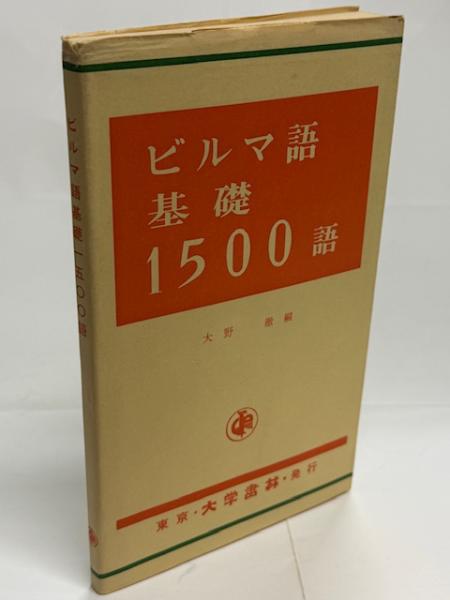 ビルマ語
基礎
1500語
大野 徹編
東京・大学書林・発行
ビルマ語基礎一五〇〇語